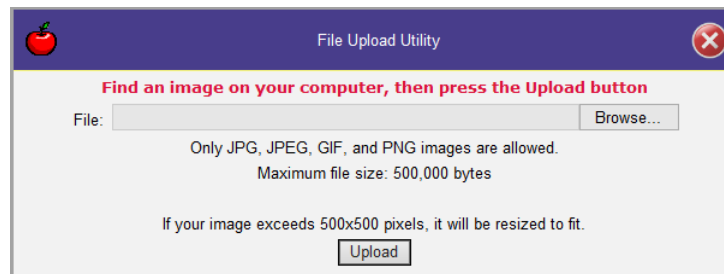 File Upload Utility
Find an image on your computer, then press the Upload button
File: Browse...
Only JPG, JPEG, GIF, and PNG images are allowed.
Maximum file size: 500,000 bytes
If your image exceeds 500x500 pixels, it will be resized to fit.
Upload